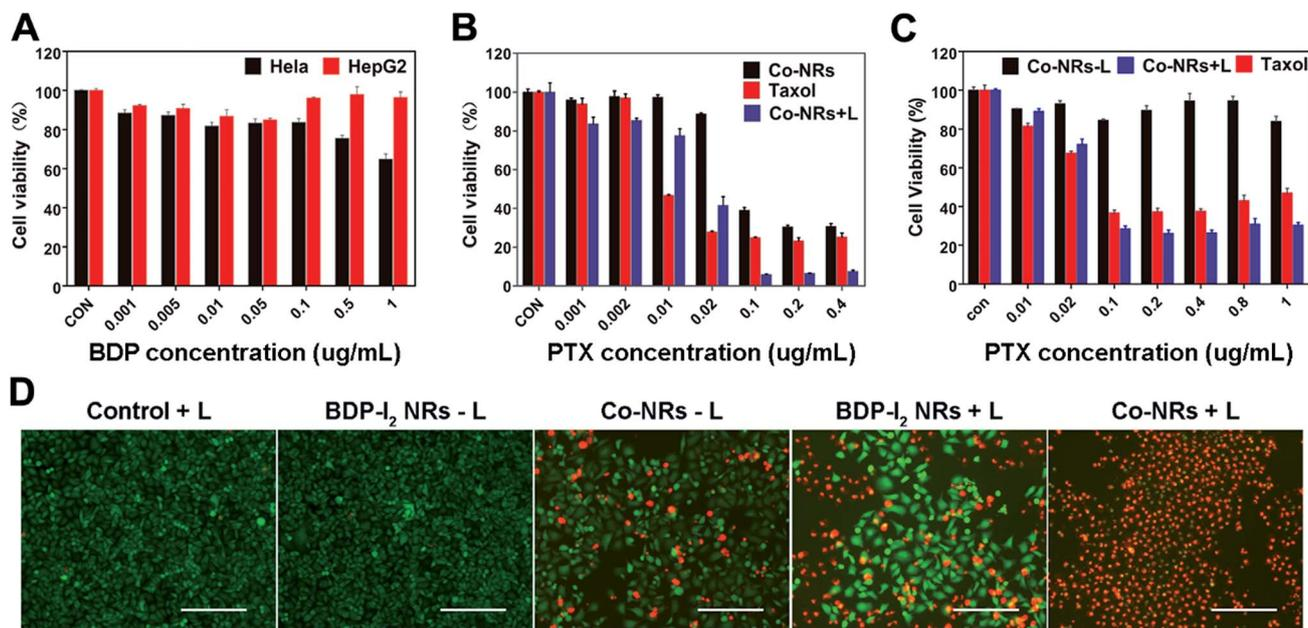 A
120
100
80
60
40
20
0
Cell viability (%)
Hela HepG2
CON 0.001 0.005 0.01 0.05 0.1 0.5 1
BDP concentration (ug/mL)
B
120
100
80
60
40
20
0
Cell viability (%)
Co-NRs
Taxol
Co-NRs+L
CON 0.001 0.002 0.01 0.02 0.1 0.2 0.4
PTX concentration (ug/mL)
C
120
100
80
60
40
20
0
Cell Viability (%)
Co-NRs-L Co-NRs+L Taxol
con 0.01 0.02 0.1 0.2 0.4 0.8 1
PTX concentration (ug/mL)
D
Control + L BDP-I2 NRs - L Co-NRs - L BDP-I2 NRs + L Co-NRs + L